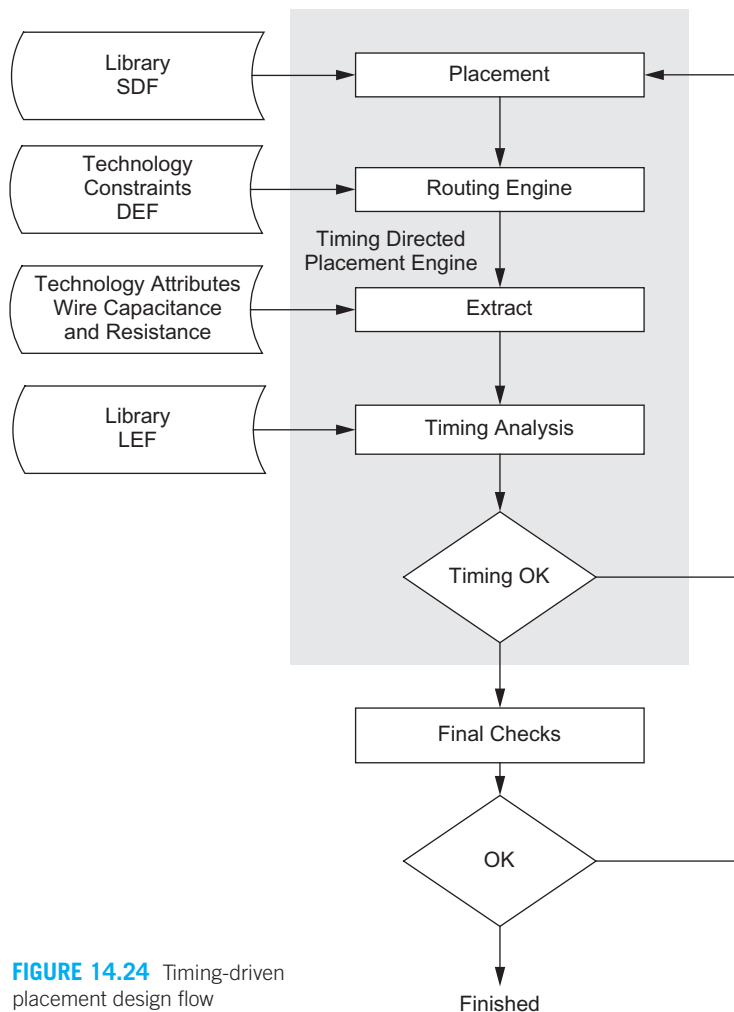 Library
SDF
Placement
Technology
Constraints
DEF
Routing Engine
Timing Directed
Placement Engine
Technology Attributes
Wire Capacitance
and Resistance
Extract
Library
LEF
Timing Analysis
Timing OK
Final Checks
OK
Finished
FIGURE 14.24 Timing-driven
placement design flow